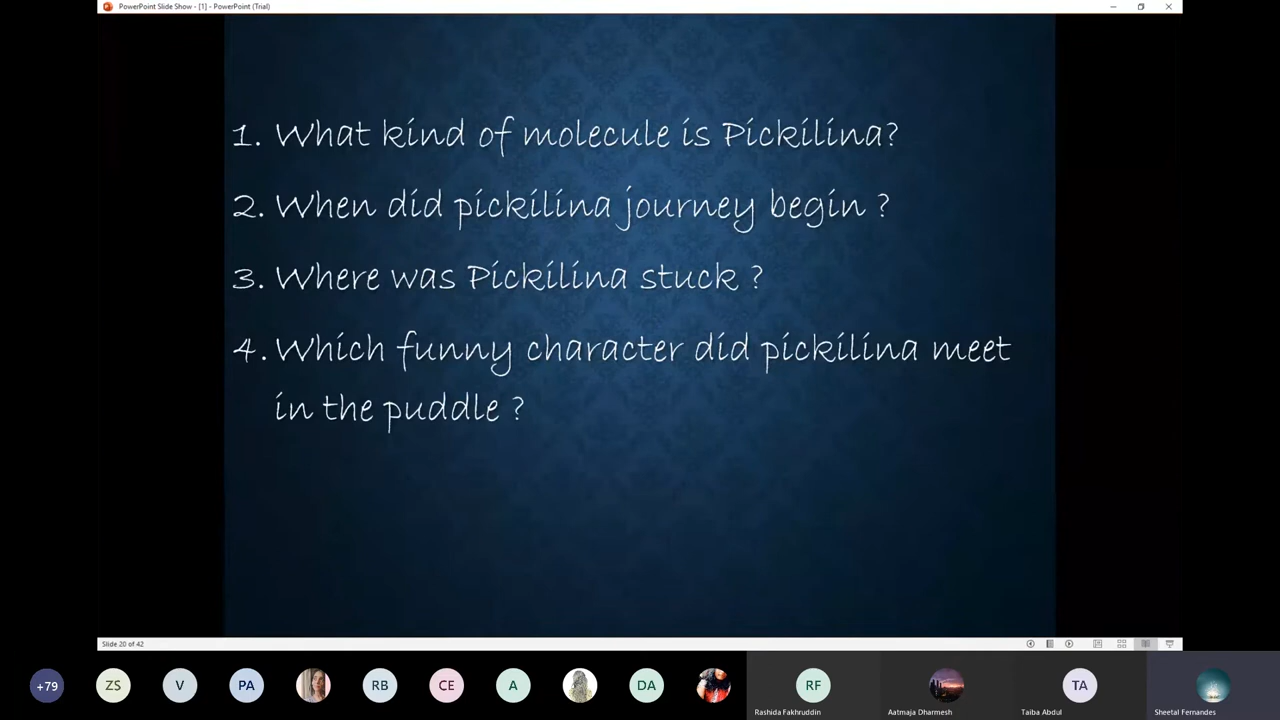 PowerPoint Slide Show - [1] - PowerPoint (Trial)
1. What kind of molecule is Pickilina?
2. When did pickilina journey begin ?
3. Where was Pickilina stuck ?
4. Which funny character did pickilina meet
in the puddle ?
Slide 20 of 42
+79
ZS
V
PA
RB
CE
A
DA
RF
TA
Rashida Fakhruddin
Aatmaja Dharmesh
Taiba Abdul
Sheetal Fernandes